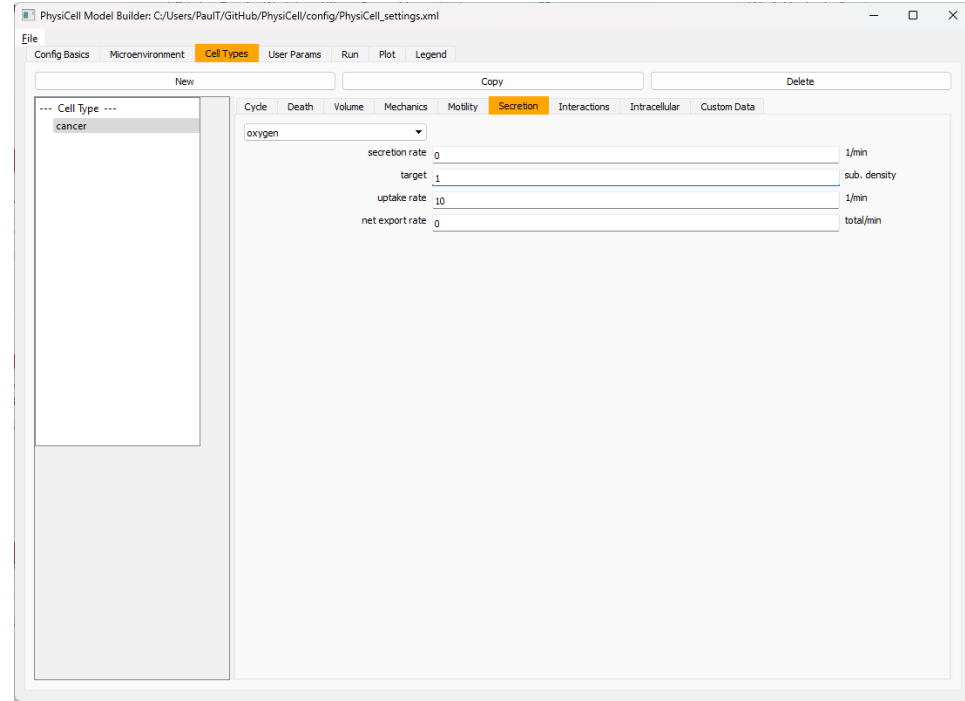 PhysiCell Model Builder: C:/Users/PaulT/GitHub/PhysiCell/config/PhysiCell_settings.xml
File
Config Basics Microenvironment Cell Types User Params Run Plot Legend
New Copy Delete
--- Cell Type ---
cancer
Cycle Death Volume Mechanics Motility Secretion Interactions Intracellular Custom Data
oxygen
secretion rate 0 1/min
target 1 sub. density
uptake rate 10 1/min
net export rate 0 total/min